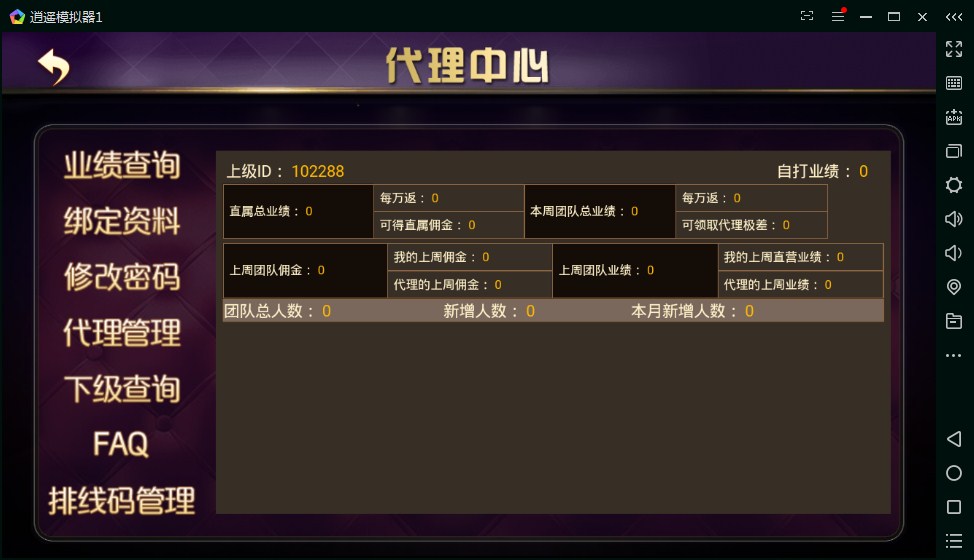 逍遥模拟器1
代理中心
业绩查询
绑定资料
修改密码
代理管理
下级查询
FAQ
排线码管理
上级ID： 102288
自打业绩： 0
直属总业绩： 0
每万返： 0
可得直属佣金： 0
本周团队总业绩： 0
每万返： 0
可领取代理极差： 0
上周团队佣金： 0
我的上周佣金： 0
代理的上周佣金： 0
上周团队业绩： 0
我的上周直营业绩： 0
代理的上周业绩： 0
团队总人数： 0
新增人数： 0
本月新增人数： 0
APK